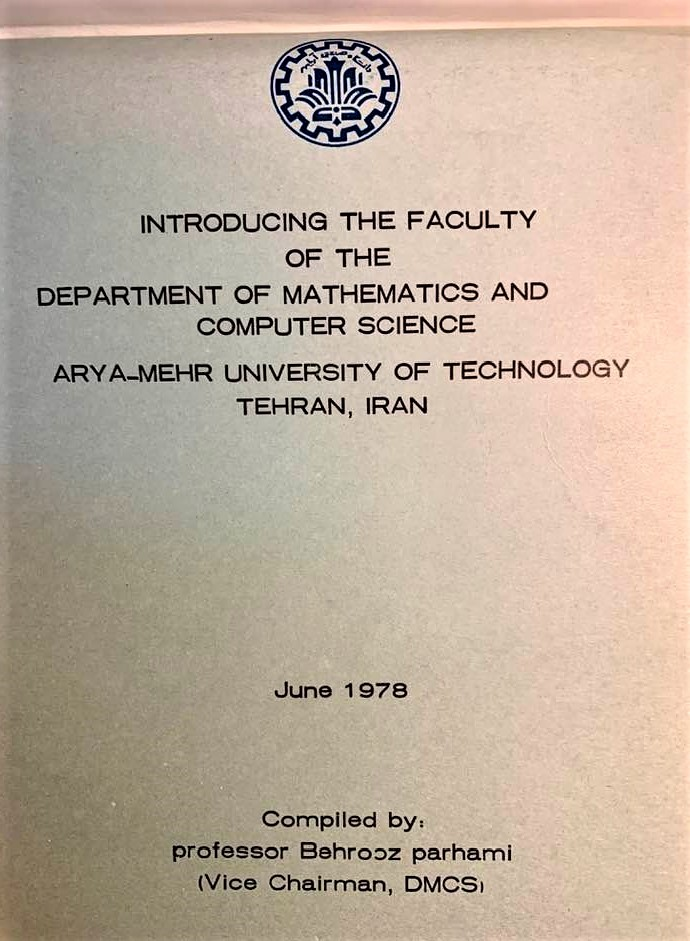 INTRODUCING THE FACULTY
OF THE
DEPARTMENT OF MATHEMATICS AND
COMPUTER SCIENCE
ARYA-MEHR UNIVERSITY OF TECHNOLOGY
TEHRAN, IRAN
June 1978
Compiled by:
professor Behrooz parhami
(Vice Chairman, DMCS)